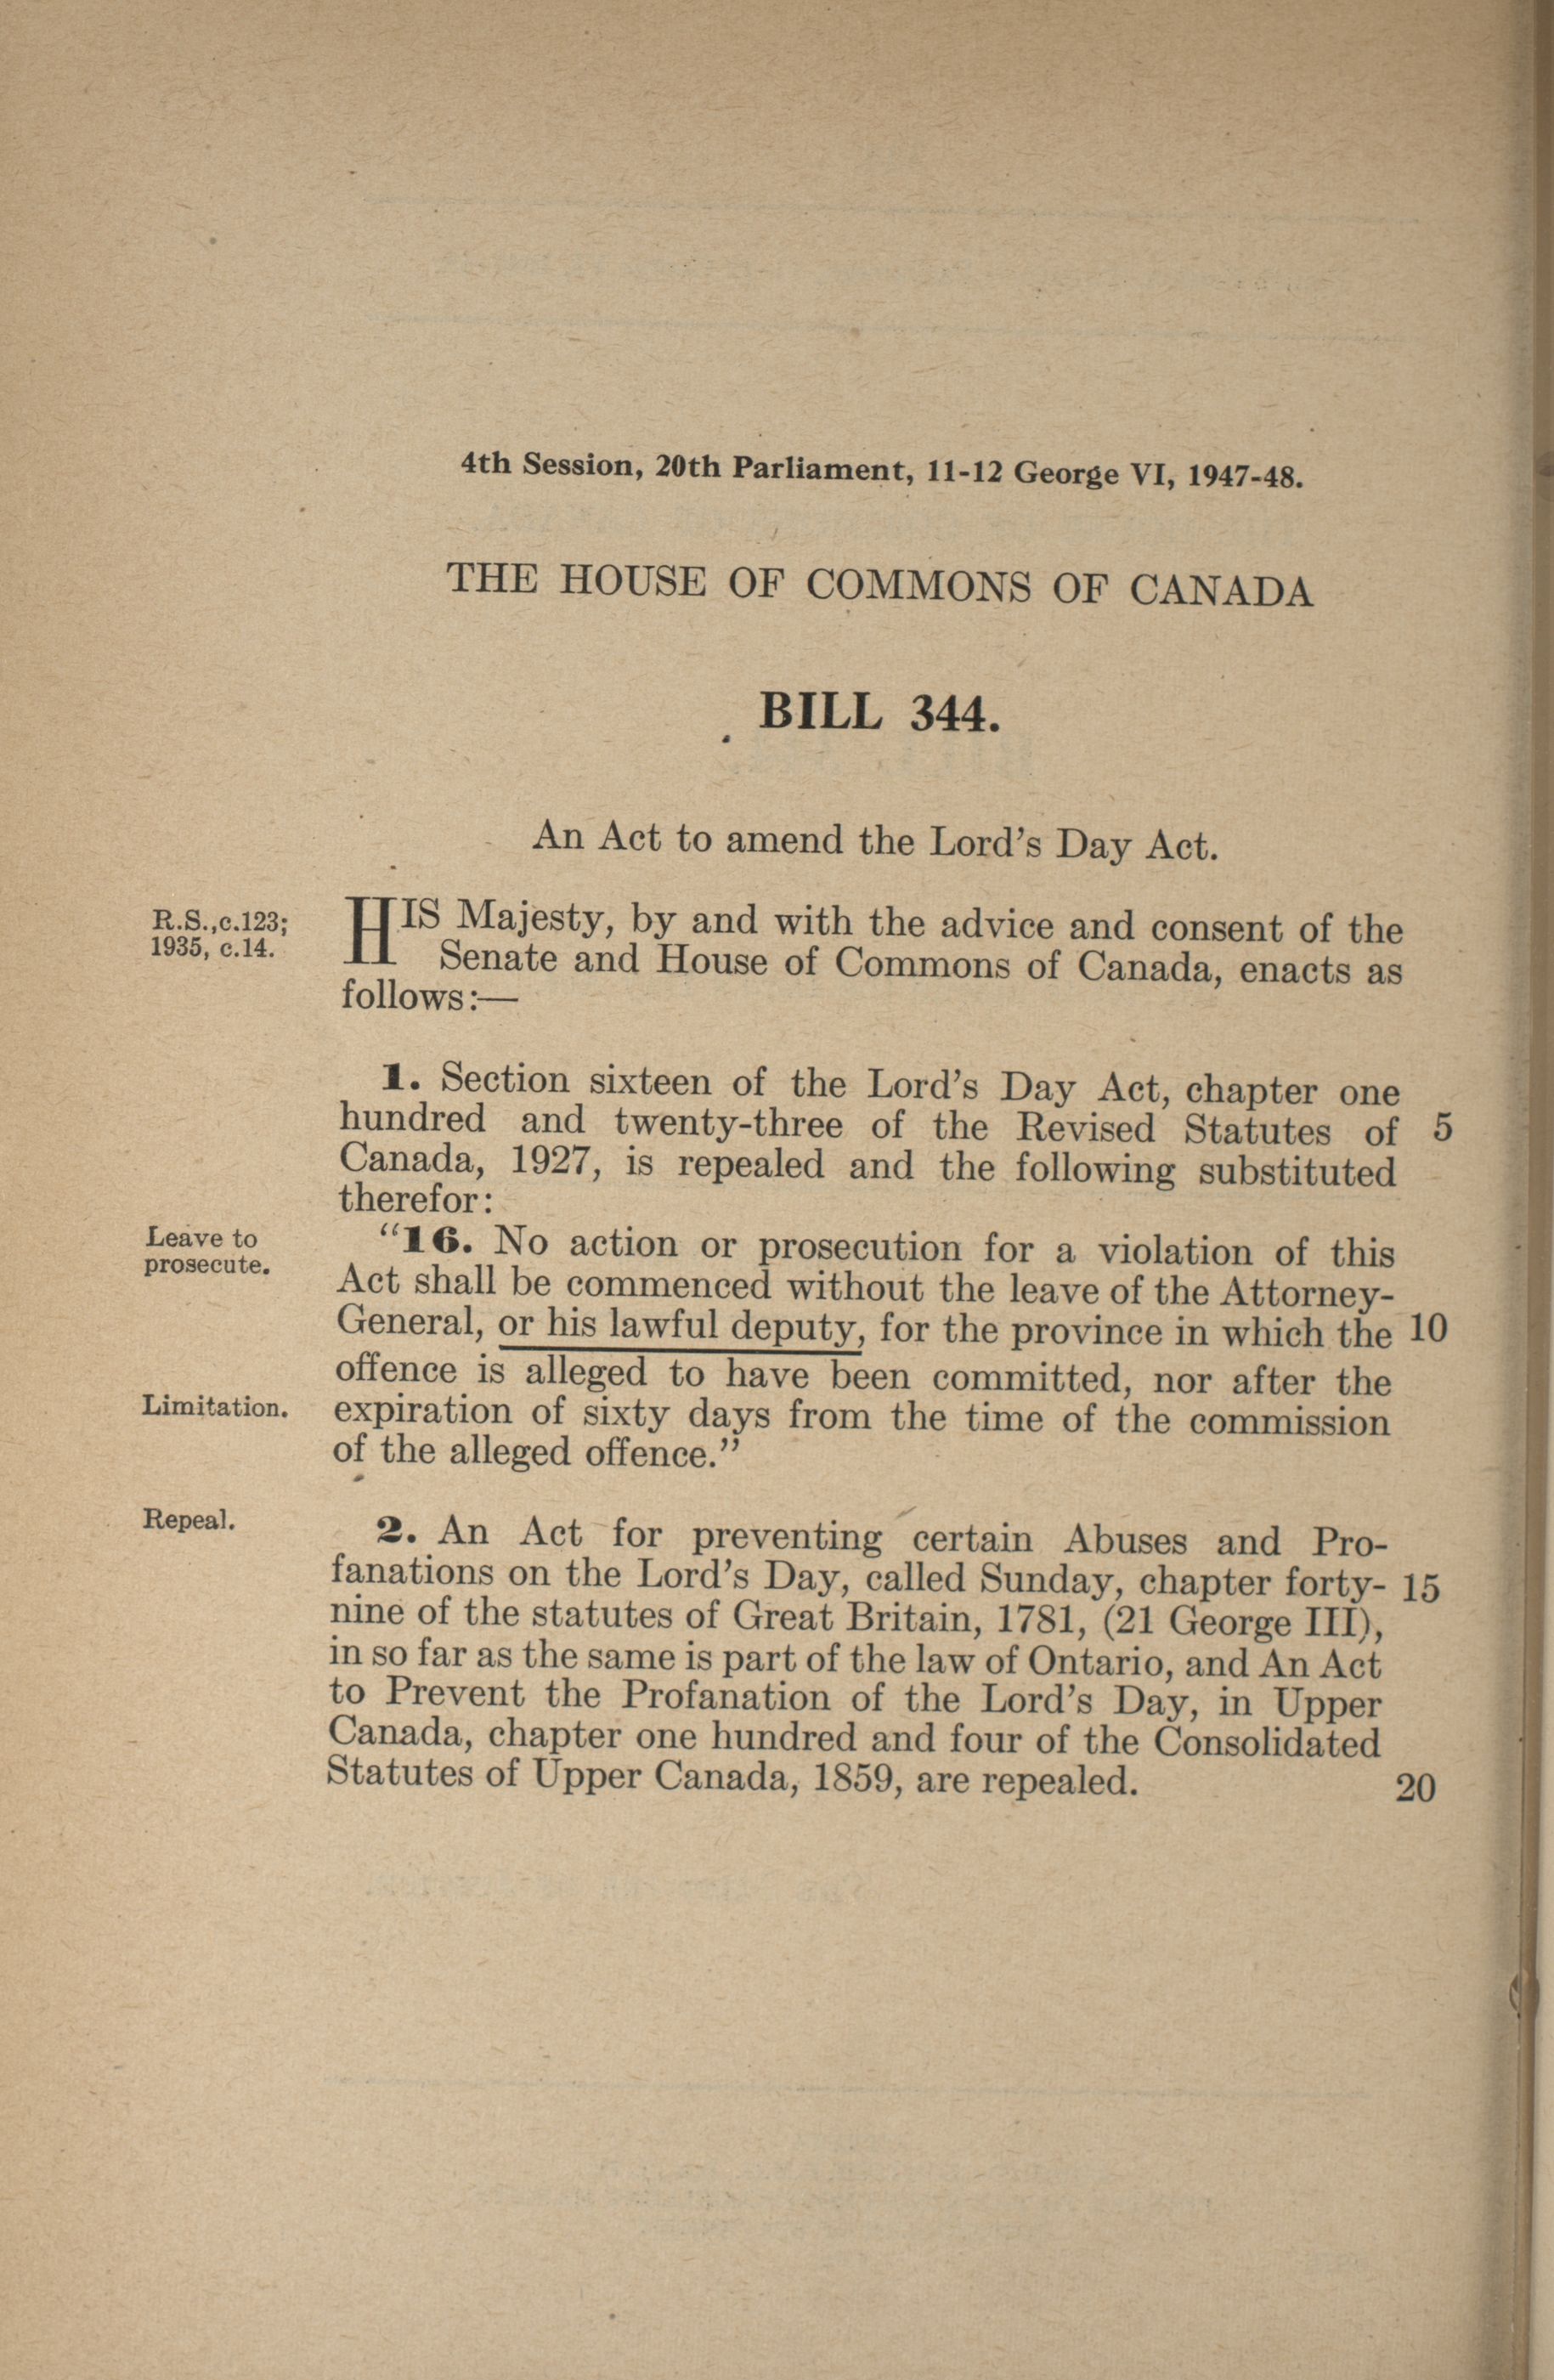 4th Session, 20th Parliament, 11-12 George VI, 1947-48.
THE HOUSE OF COMMONS OF CANADA
BILL 344.
An Act to amend the Lord's Day Act.
R.S.,c.123;
1935, c.14.
HIS Majesty, by and with the advice and consent of the
Senate and House of Commons of Canada, enacts as
follows:—
1. Section sixteen of the Lord's Day Act, chapter one
hundred and twenty-three of the Revised Statutes of 5
Canada, 1927, is repealed and the following substituted
therefor:
Leave to
prosecute.
"16. No action or prosecution for a violation of this
Act shall be commenced without the leave of the Attorney-
General, or his lawful deputy, for the province in which the 10
offence is alleged to have been committed, nor after the
Limitation.
expiration of sixty days from the time of the commission
of the alleged offence."
Repeal.
2. An Act for preventing certain Abuses and Pro-
fanations on the Lord's Day, called Sunday, chapter forty- 15
nine of the statutes of Great Britain, 1781, (21 George III),
in so far as the same is part of the law of Ontario, and An Act
to Prevent the Profanation of the Lord's Day, in Upper
Canada, chapter one hundred and four of the Consolidated
Statutes of Upper Canada, 1859, are repealed. 20